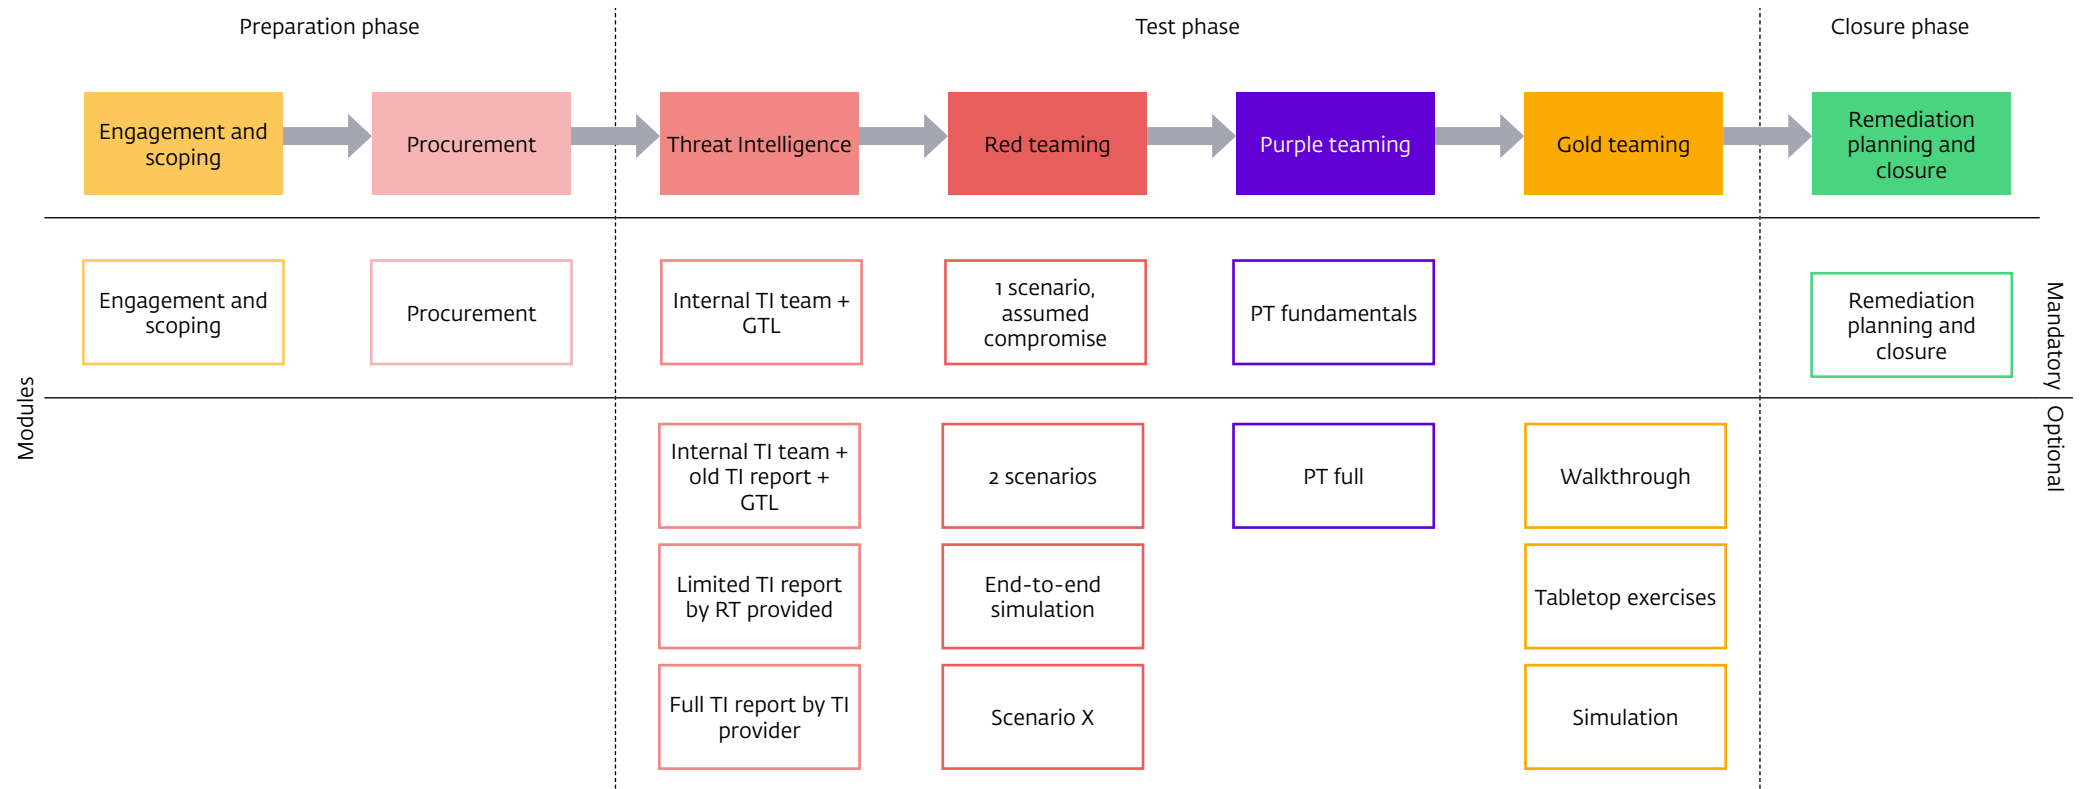 Preparation phase
Test phase
Closure phase
Engagement and
scoping
Procurement
Threat Intelligence
Red teaming
Purple teaming
Gold teaming
Remediation
planning and
closure
Modules
Mandatory
Engagement and
scoping
Procurement
Internal TI team +
GTL
1 scenario,
assumed
compromise
PT fundamentals
Remediation
planning and
closure
Optional
Internal TI team +
old TI report +
GTL
2 scenarios
PT full
Walkthrough
Limited TI report
by RT provided
End-to-end
simulation
Tabletop exercises
Full TI report by TI
provider
Scenario X
Simulation